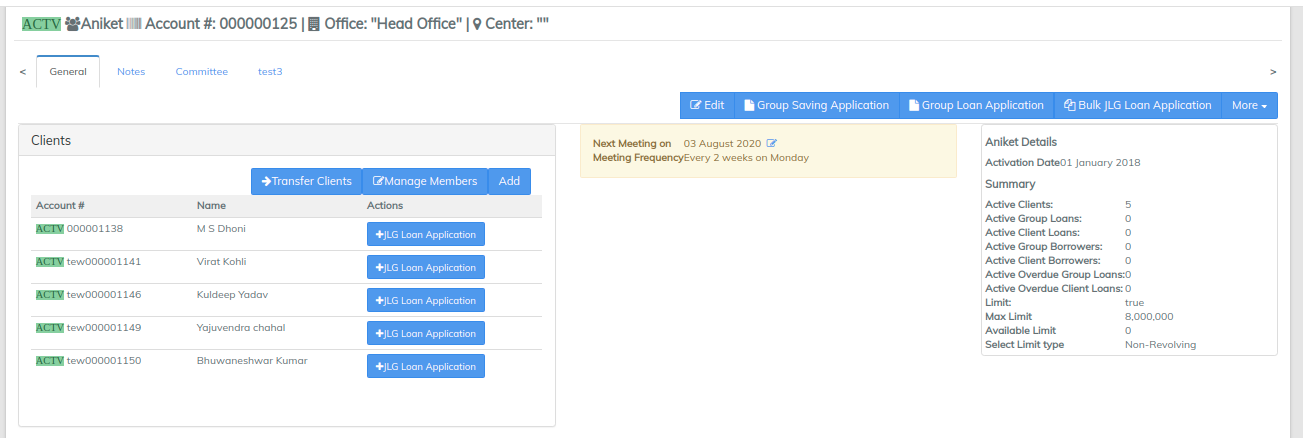 ACTV Aniket Account #: 000000125 | Office: "Head Office" | Center: ""
< General Notes Committee test3 >
Edit Group Saving Application Group Loan Application Bulk JLG Loan Application More
Clients
Transfer Clients Manage Members Add
Account # Name Actions
ACTV 000001138 M S Dhoni +JLG Loan Application
ACTV tew000001141 Virat Kohli +JLG Loan Application
ACTV tew000001146 Kuldeep Yadav +JLG Loan Application
ACTV tew000001149 Yajuvendra chahal +JLG Loan Application
ACTV tew000001150 Bhuwaneshwar Kumar +JLG Loan Application
Next Meeting on 03 August 2020
Meeting Frequency Every 2 weeks on Monday
Aniket Details
Activation Date 01 January 2018
Summary
Active Clients: 5
Active Group Loans: 0
Active Client Loans: 0
Active Group Borrowers: 0
Active Client Borrowers: 0
Active Overdue Group Loans: 0
Active Overdue Client Loans: 0
Limit: true
Max Limit 8,000,000
Available Limit 0
Select Limit type Non-Revolving